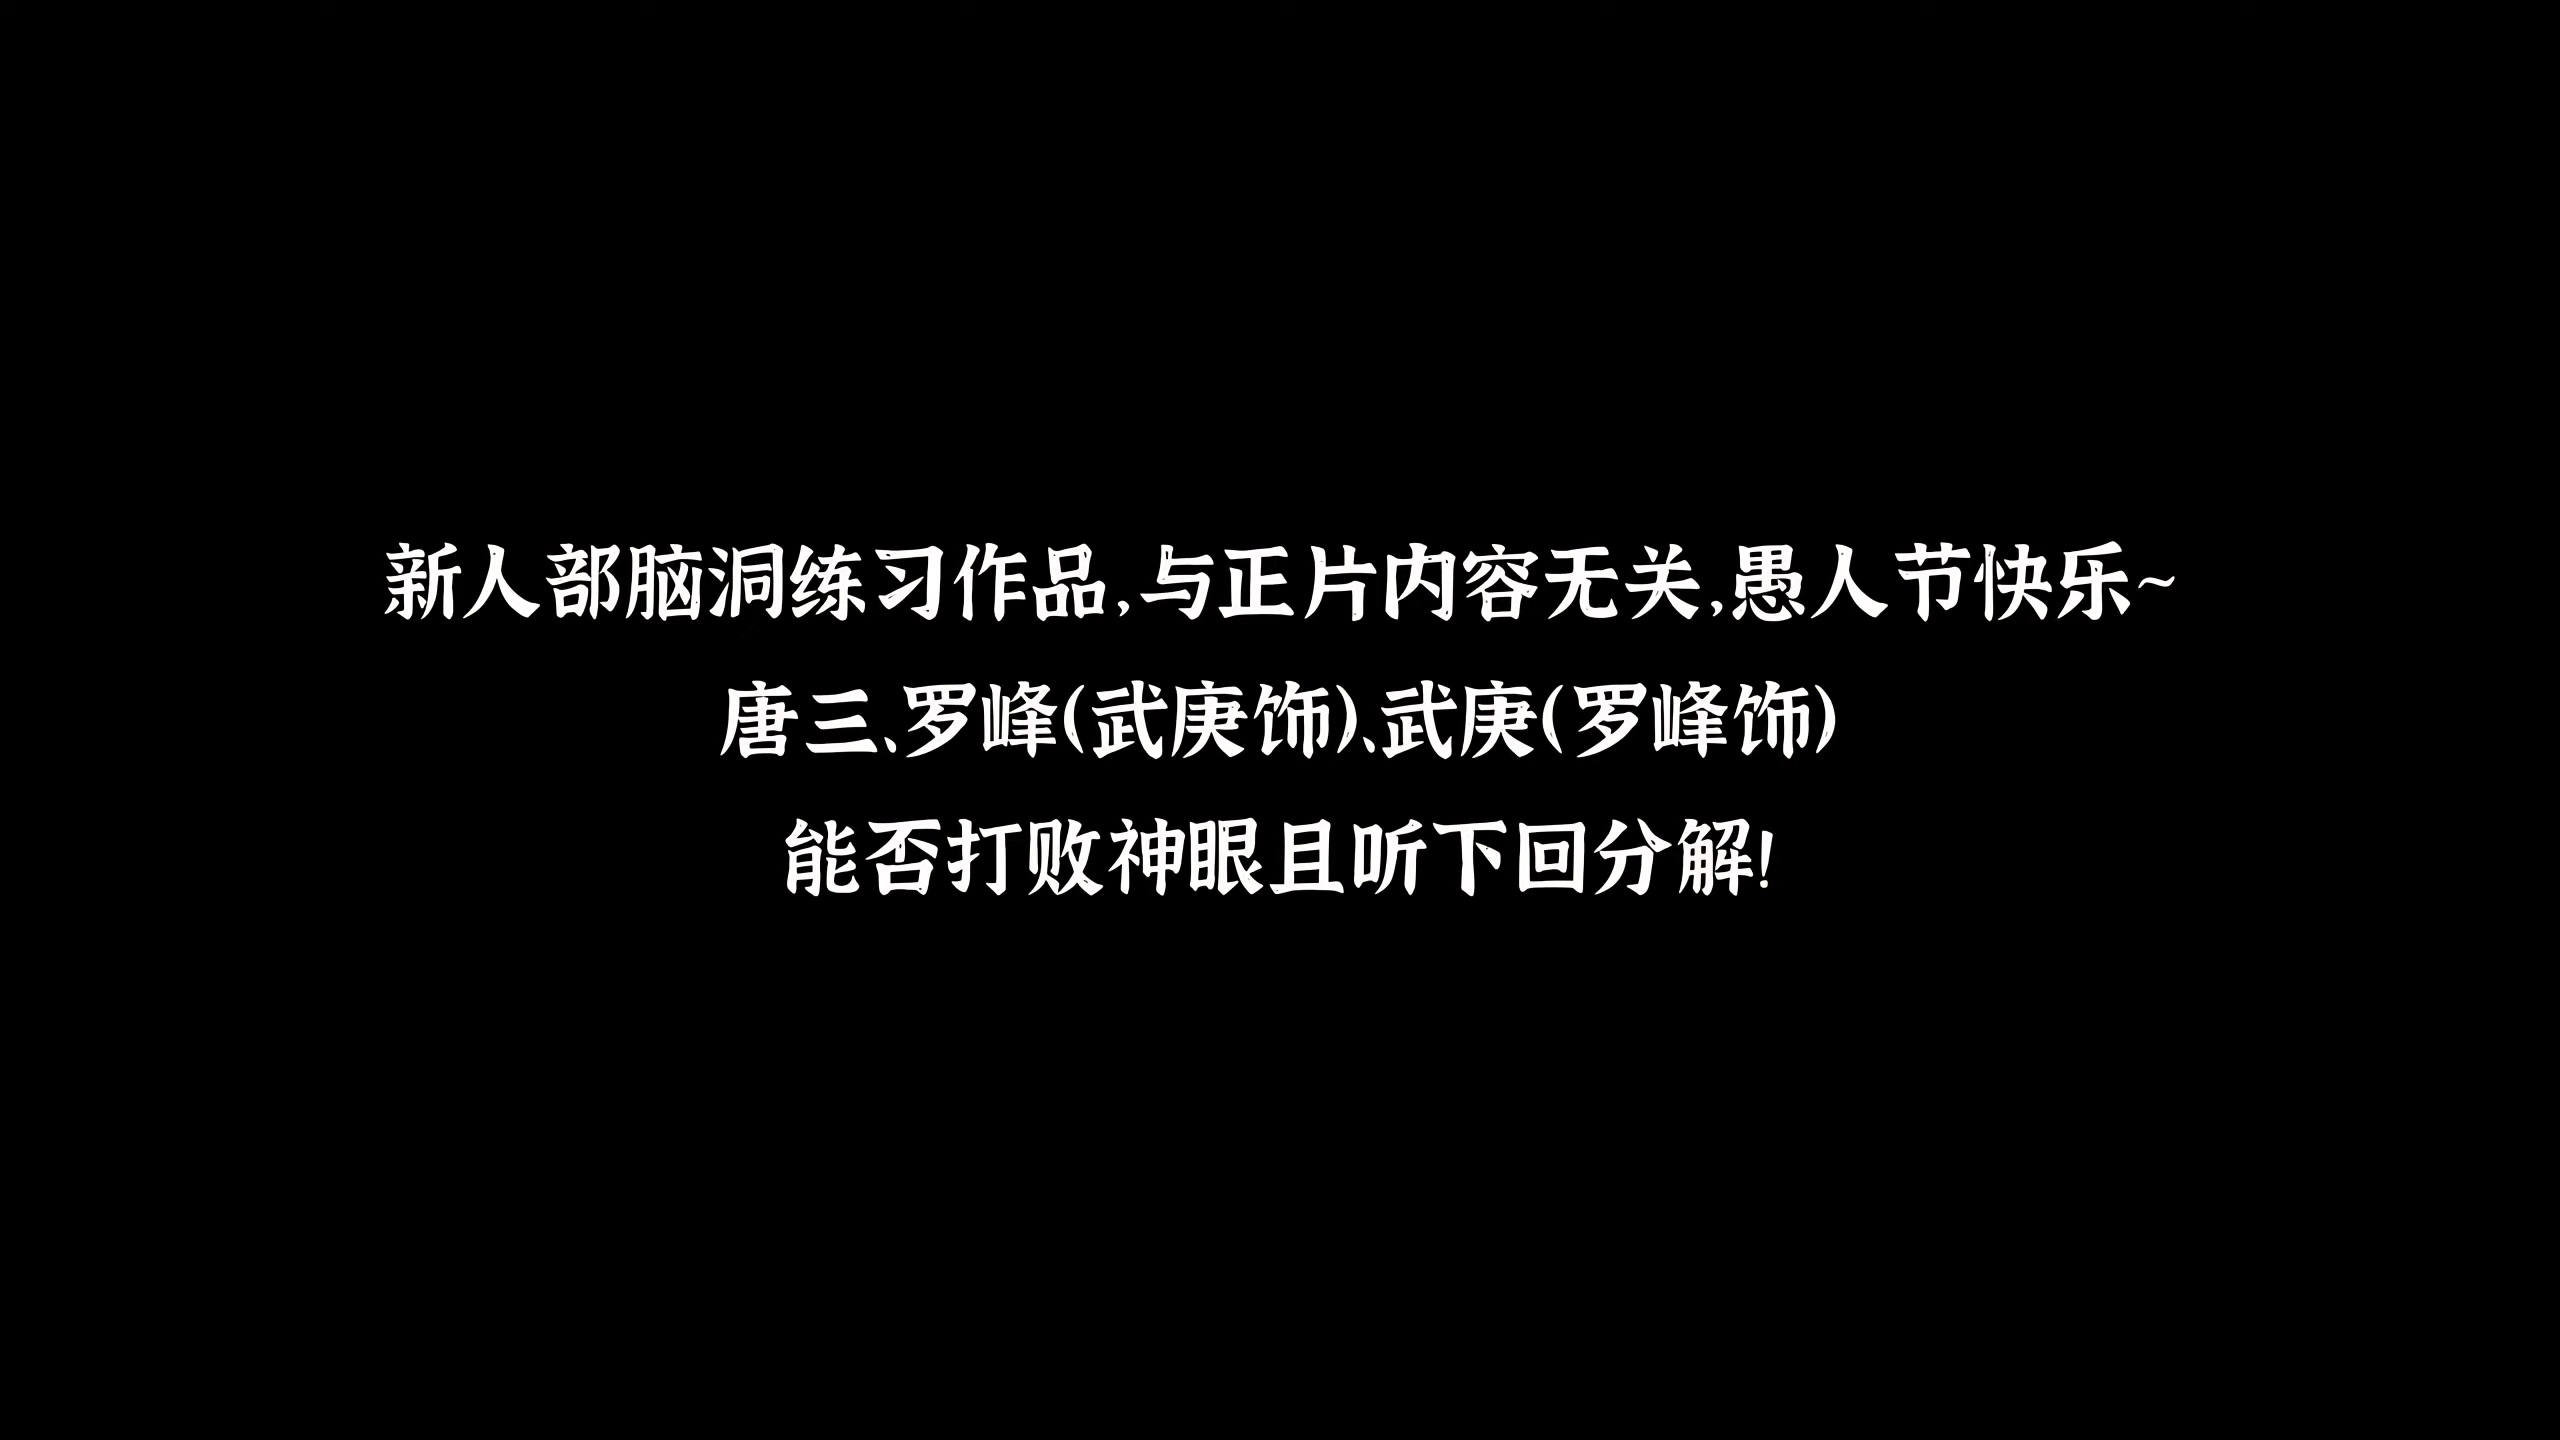 新人部脑洞练习作品,与正片内容无关,愚人节快乐~
唐三、罗峰(武庚饰)、武庚(罗峰饰)
能否打败神眼且听下回分解!